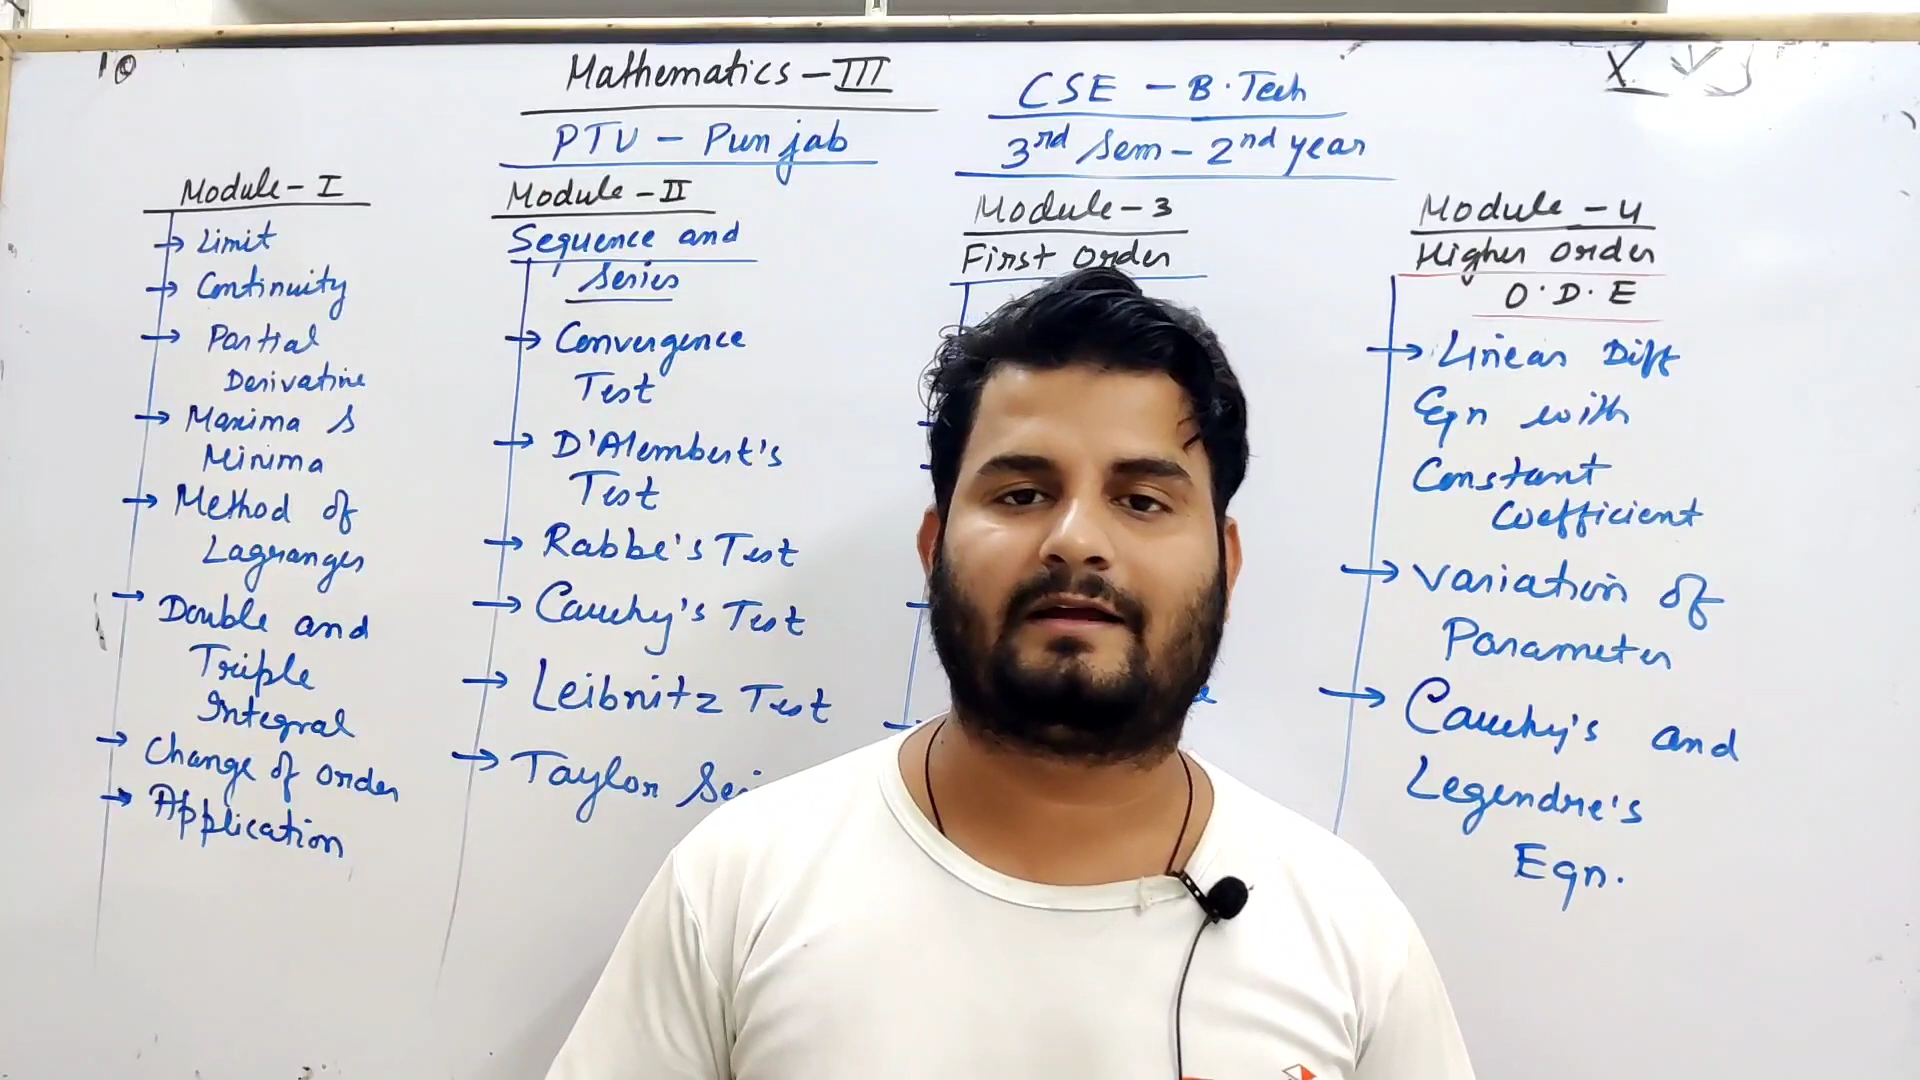 Mathematics - III
PTU - Punjab
CSE - B.Tech
3rd Sem - 2nd year
Module - I
→ Limit
→ Continuity
→ Partial
Derivative
→ Maxima &
Minima
→ Method of
Lagranges
→ Double and
Triple
Integral
→ Change of order
→ Application
Module - II
Sequence and
Series
→ Convergence
Test
→ D'Alembert's
Test
→ Rabbe's Test
→ Cauchy's Test
→ Leibnitz Test
→ Taylor
Module - 3
First Order
Module - 4
Higher Order
O.D.E
→ Linear Diff
Eqn with
Constant
Coefficient
→ Variation of
Parameter
→ Cauchy's and
Legendre's
Eqn.